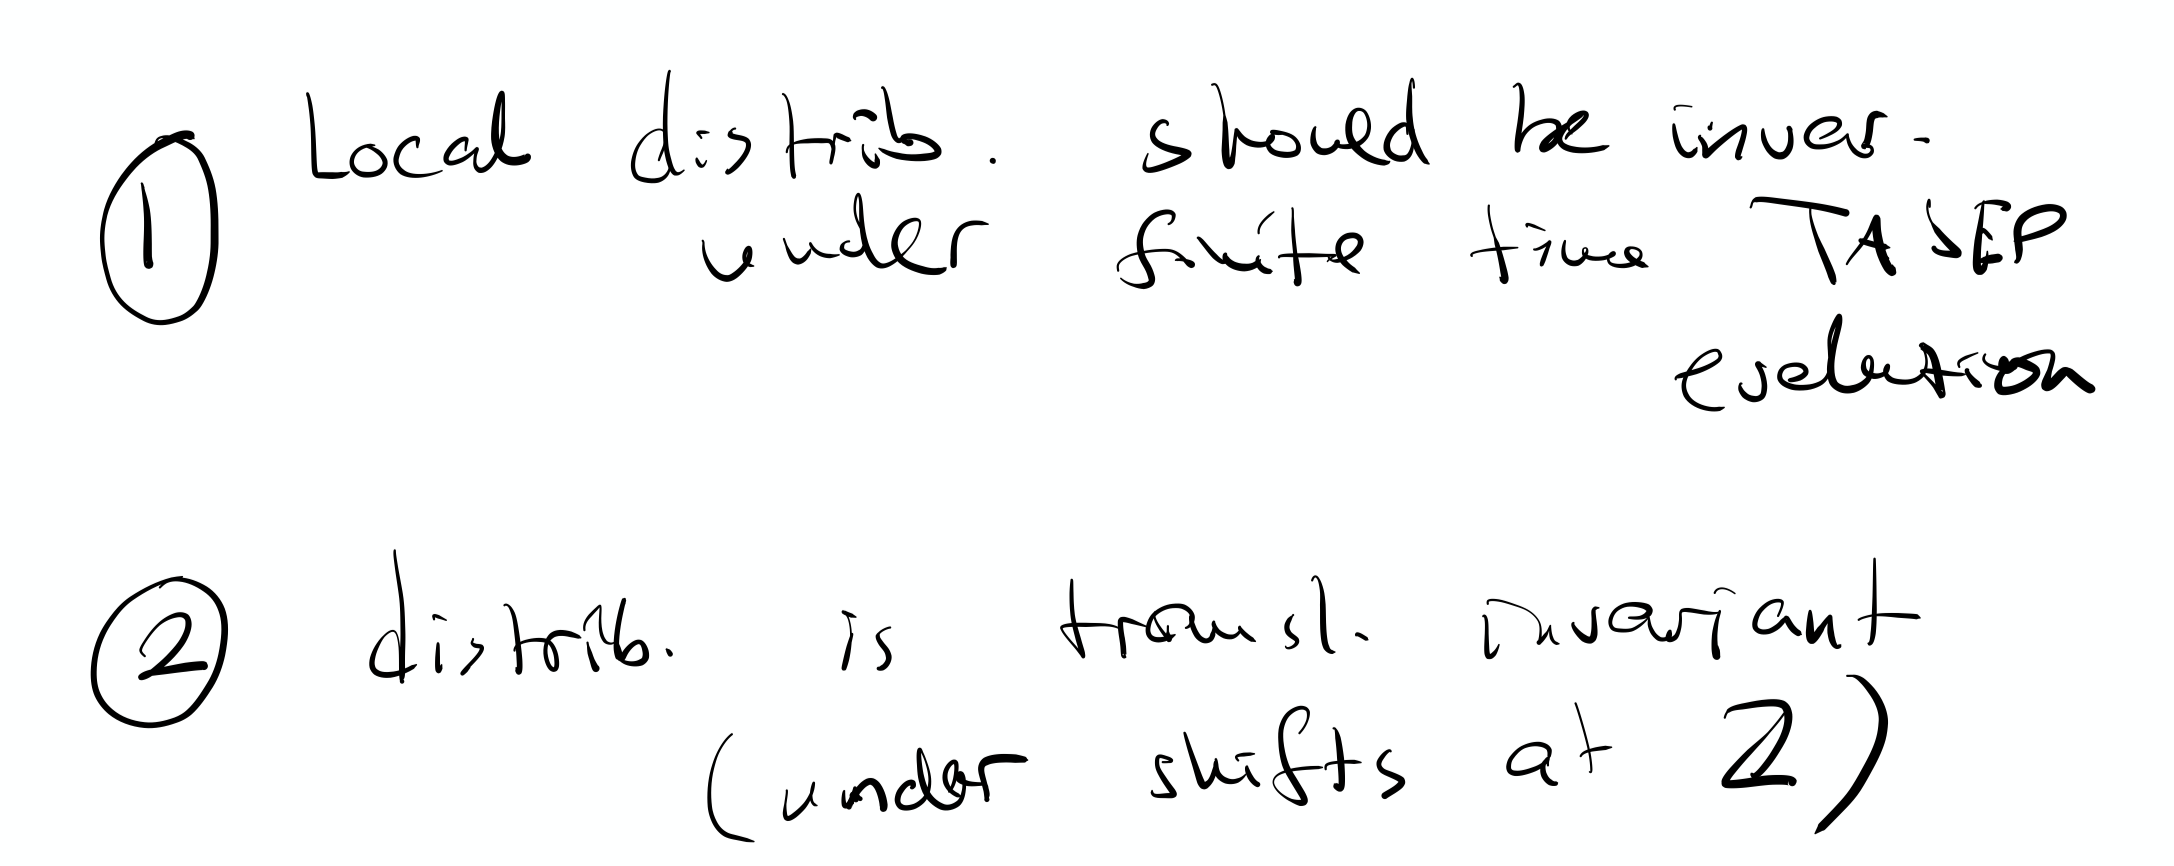 ① Local distrib. should be invar.
under finite time TASEP
evolution
② distrib. is transl. invariant
(under shifts at ℤ)